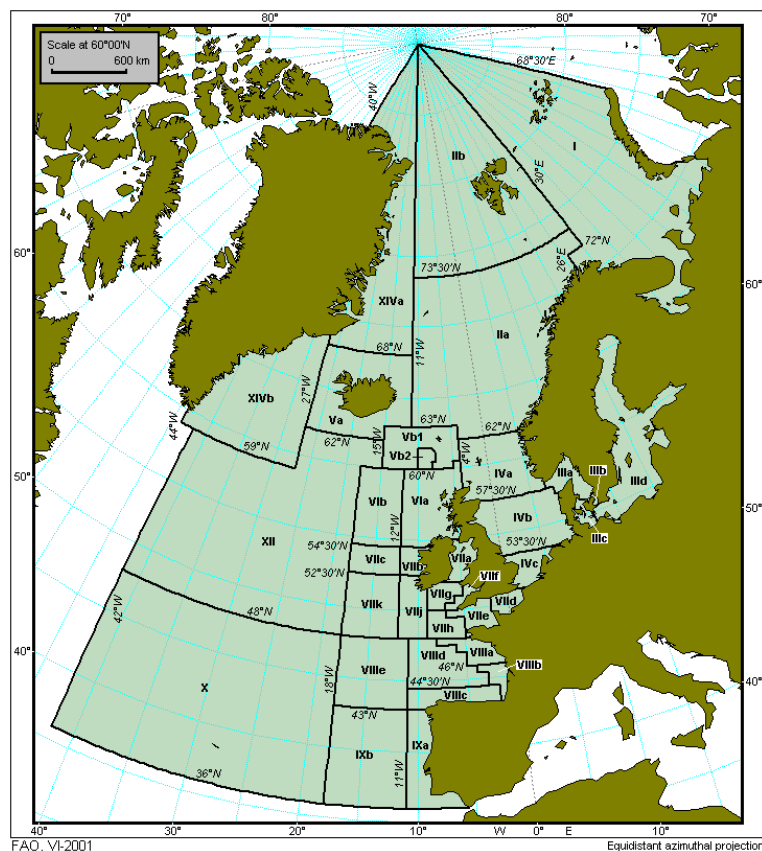 70° 80° 80° 70°
Scale at 60°00'N
0 600 km
68°30'E
40°W
I
IIb
30°E
60°
72°N
26°E
73°30'N
60°
XIVa
IIa
68°N
11°W
27°W
XIVb
44°W
Va
63°N
62°N
62°N
15°W
Vb1
4°W
59°N
Vb2
60°N
IVa
IIIa
IIIb
IIId
50°
57°30'N
50°
VIb
VIa
12°W
IVb
XII
54°30'N
53°30'N
IIIc
VIIc
VIIb
VIIa
VIIf
IVc
52°30'N
VIIg
VIId
VIIk
VIIj
VIIe
42°W
48°N
VIIh
40°
VIIId
VIIIa
VIIIe
46°N
VIIIb
18°W
44°30'N
40°
X
VIIIc
43°N
IXb
IXa
11°W
36°N
40° 30° 20° 10° W 0° E 10°
FAO, VI-2001
Equidistant azimuthal projection